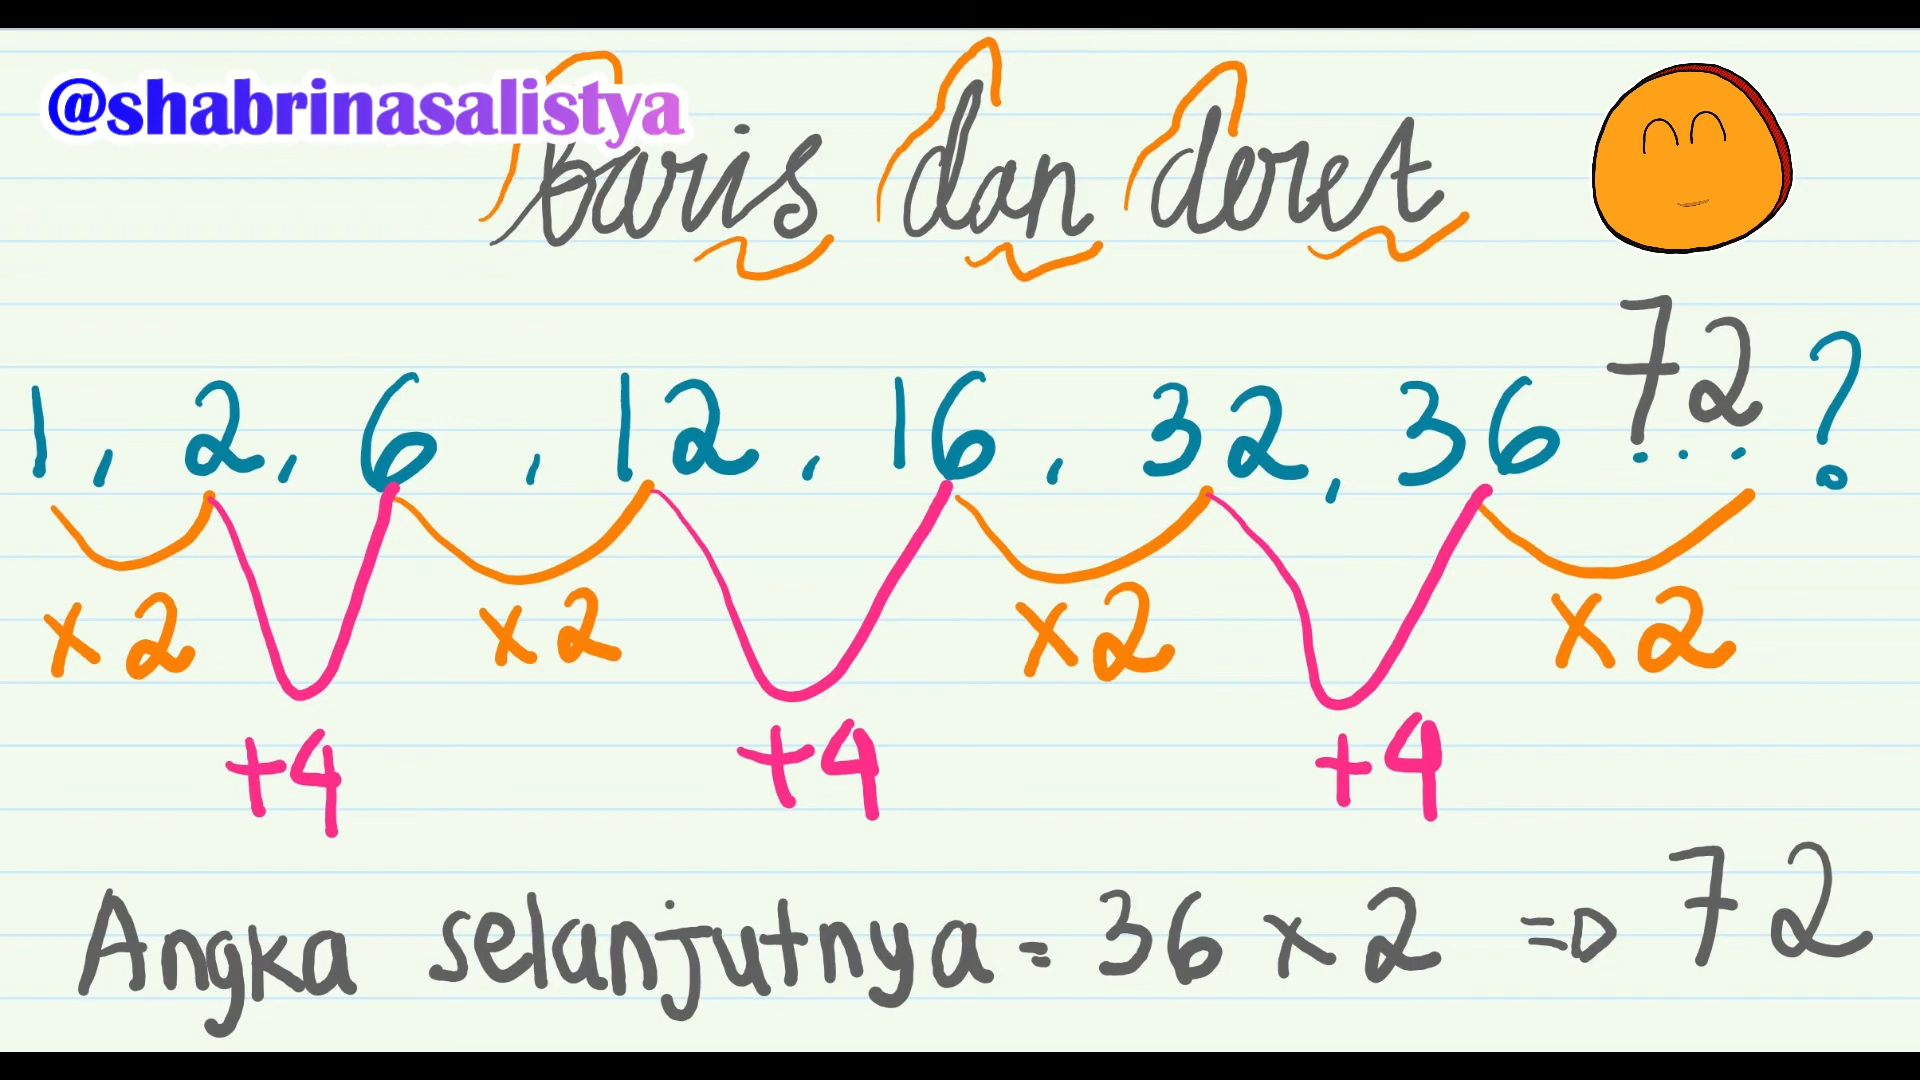 @shabrinasalistya
Baris dan deret
1, 2, 6, 12, 16, 32, 36 72 ... ?
x2 x2 x2 x2
+4 +4 +4
Angka selanjutnya = 36 x 2 ⇒ 72